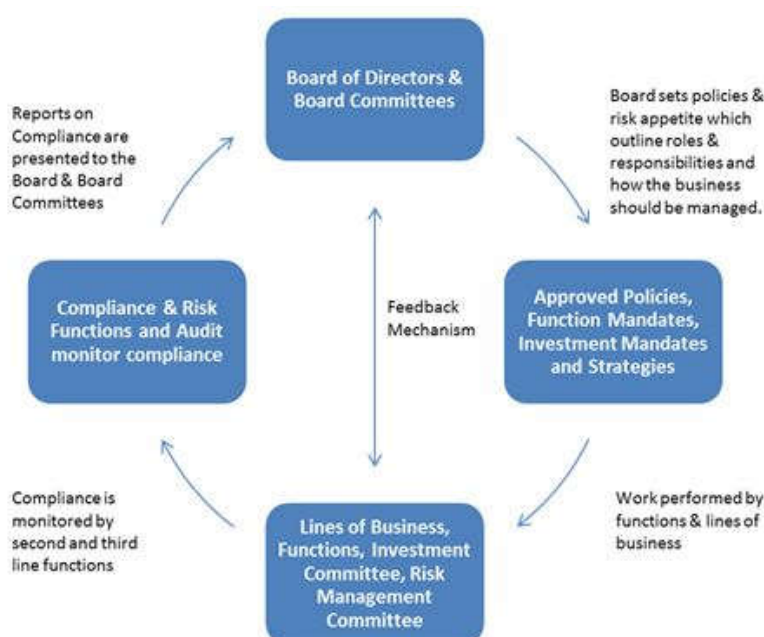 Board of Directors &
Board Committees
Reports on
Compliance are
presented to the
Board & Board
Committees
Board sets policies &
risk appetite which
outline roles &
responsibilities and
how the business
should be managed.
Compliance & Risk
Functions and Audit
monitor compliance
Feedback
Mechanism
Approved Policies,
Function Mandates,
Investment Mandates
and Strategies
Compliance is
monitored by
second and third
line functions
Lines of Business,
Functions, Investment
Committee, Risk
Management
Committee
Work performed by
functions & lines of
business